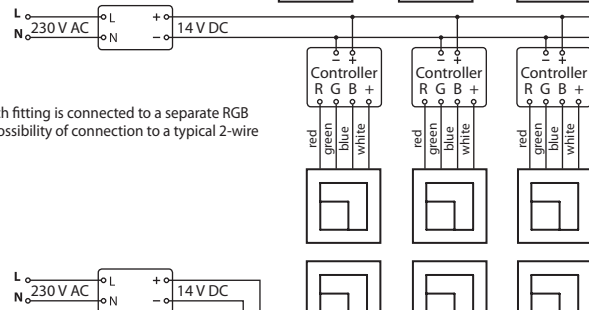 L 230 V AC L + 14 V DC
N N –
– + – + – +
Controller Controller Controller
R G B + R G B + R G B +
red green blue white red green blue white red green blue white
fitting is connected to a separate RGB
of connection to a typical 2-wire
L 230 V AC L + 14 V DC
N N –